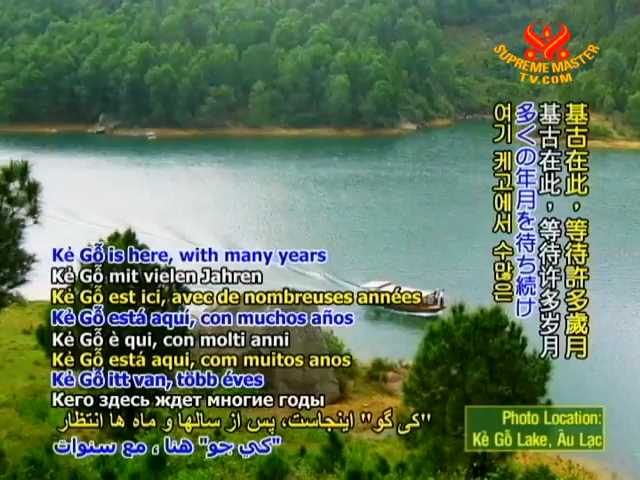 SUPREME MASTER
TV.COM
基古在此，等待許多歲月
基古在此，等待许多岁月
多くの年月を待ち続け
여기 케고에서 수많은
Kẻ Gỗ is here, with many years
Kẻ Gỗ mit vielen Jahren
Kẻ Gỗ est ici, avec de nombreuses années
Kẻ Gỗ está aquí, con muchos años
Kẻ Gỗ è qui, con molti anni
Kẻ Gỗ está aqui, com muitos anos
Kẻ Gỗ itt van, több éves
Кего здесь ждет многие годы
"کی گو" اینجاست، پس از سالها و ماه ها انتظار
"كي جو" هنا ، مع سنوات
Photo Location:
Kẻ Gỗ Lake, Âu Lạc